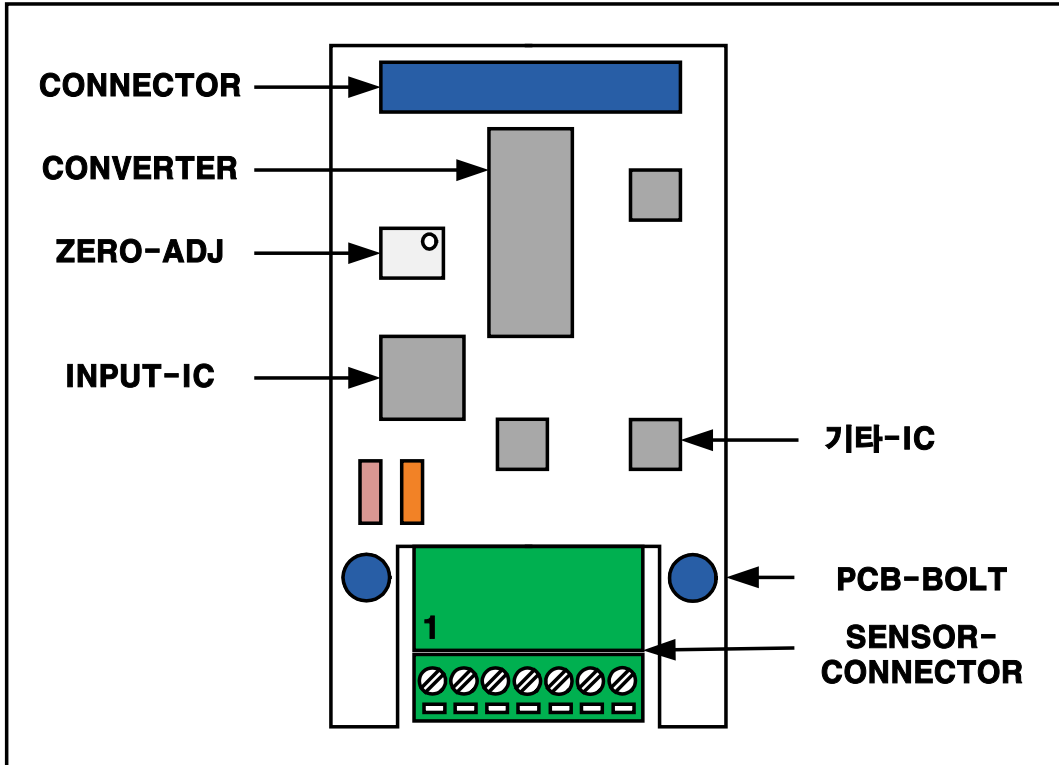 CONNECTOR
CONVERTER
ZERO-ADJ
INPUT-IC
기타-IC
PCB-BOLT
1
SENSOR-
CONNECTOR